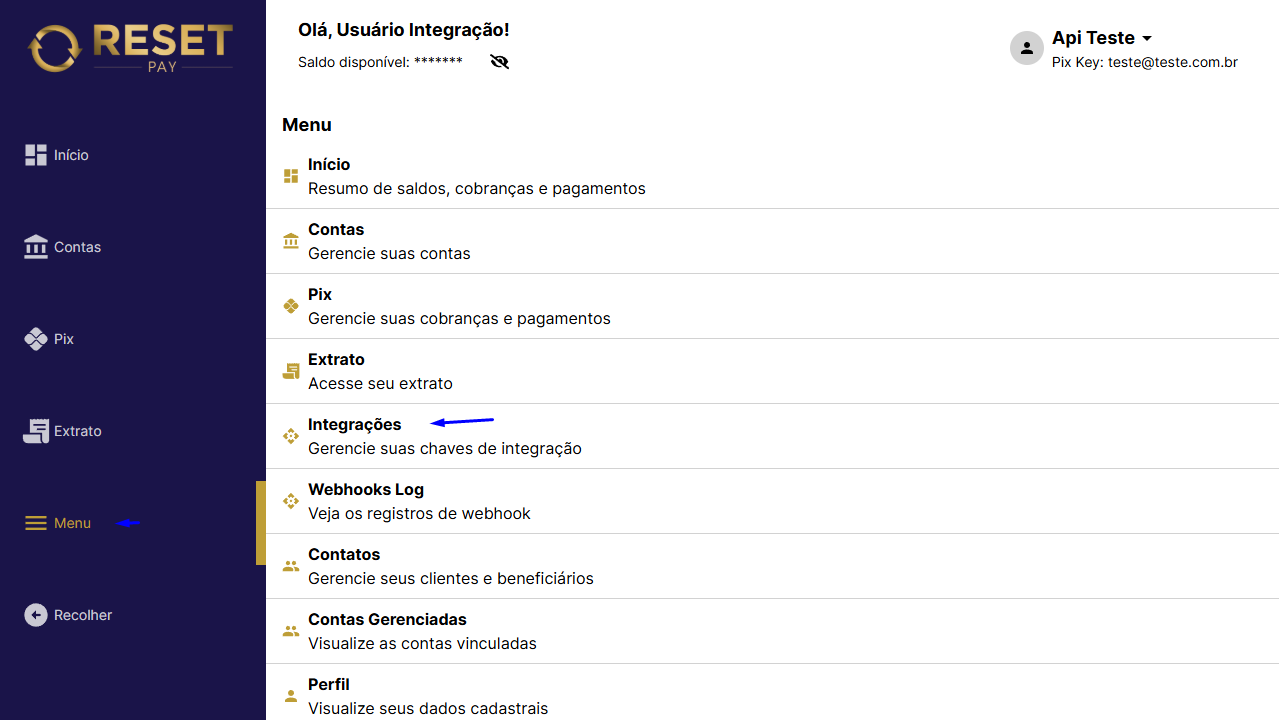 RESET
PAY
Início
Contas
Pix
Extrato
Menu
Recolher
Olá, Usuário Integração!
Saldo disponível: *******
Api Teste
Pix Key: teste@teste.com.br
Menu
Início
Resumo de saldos, cobranças e pagamentos
Contas
Gerencie suas contas
Pix
Gerencie suas cobranças e pagamentos
Extrato
Acesse seu extrato
Integrações
Gerencie suas chaves de integração
Webhooks Log
Veja os registros de webhook
Contatos
Gerencie seus clientes e beneficiários
Contas Gerenciadas
Visualize as contas vinculadas
Perfil
Visualize seus dados cadastrais